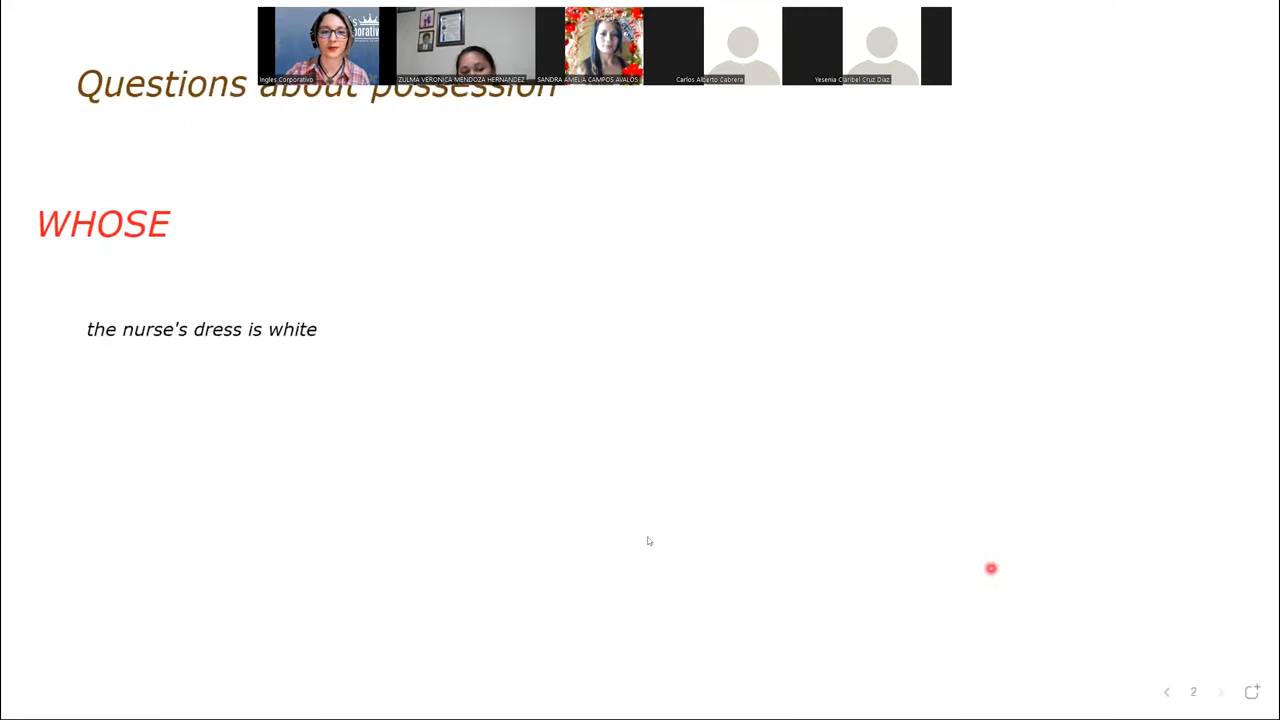 Ingles Corporativo
ZULMA VERONICA MENDOZA HERNANDEZ
SANDRA AMELIA CAMPOS AVALOS
Carlos Alberto Cabrera
Yesenia Claribel Cruz Diaz
Questions about possession
WHOSE
the nurse's dress is white
2